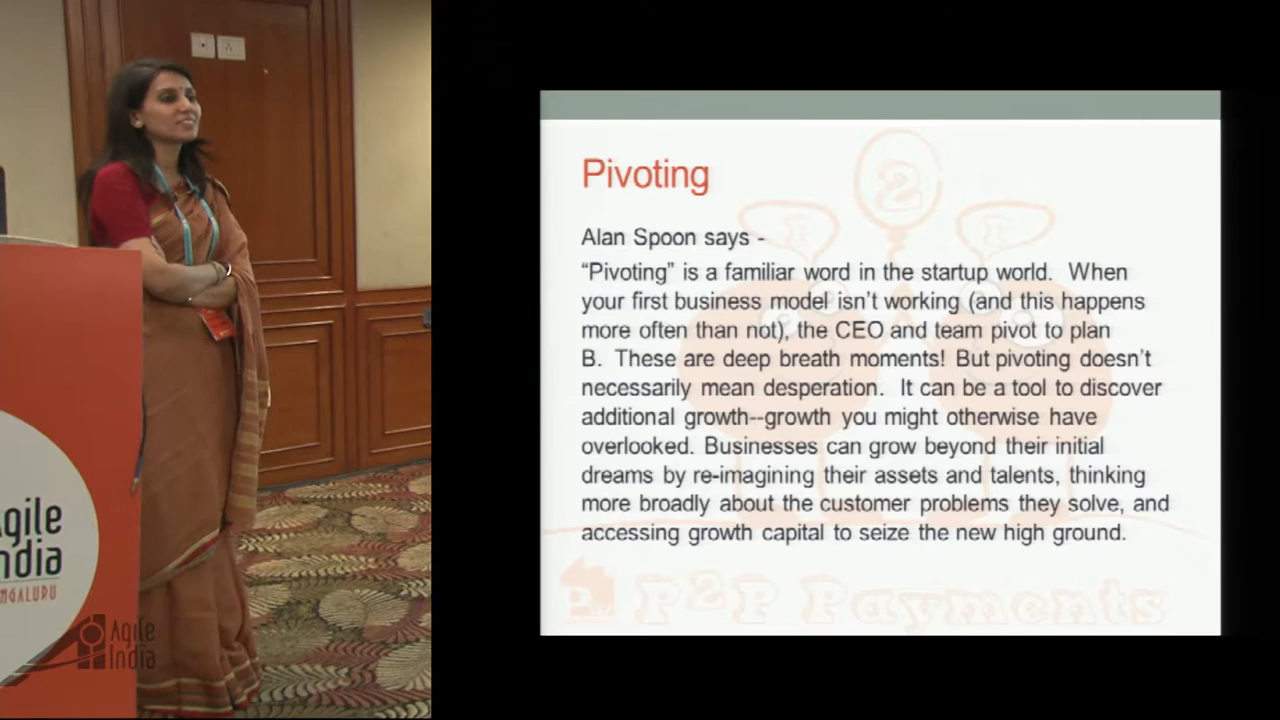 Pivoting
Alan Spoon says -
“Pivoting” is a familiar word in the startup world. When
your first business model isn’t working (and this happens
more often than not), the CEO and team pivot to plan
B. These are deep breath moments! But pivoting doesn’t
necessarily mean desperation. It can be a tool to discover
additional growth--growth you might otherwise have
overlooked. Businesses can grow beyond their initial
dreams by re-imagining their assets and talents, thinking
more broadly about the customer problems they solve, and
accessing growth capital to seize the new high ground.
P2P Payments
2
P
P
Agile
India
Agile
India